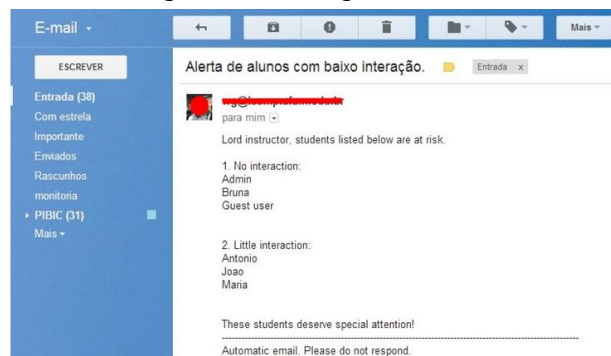 E-mail
Mais
ESCREVER
Alerta de alunos com baixo interação.
Entrada x
Entrada (38)
Com estrela
Importante
Enviados
Rascunhos
monitoria
PIBIC (31)
Mais
para mim
Lord instructor, students listed below are at risk.
1. No interaction:
Admin
Bruna
Guest user
2. Little interaction:
Antonio
Joao
Maria
These students deserve special attention!
Automatic email. Please do not respond.